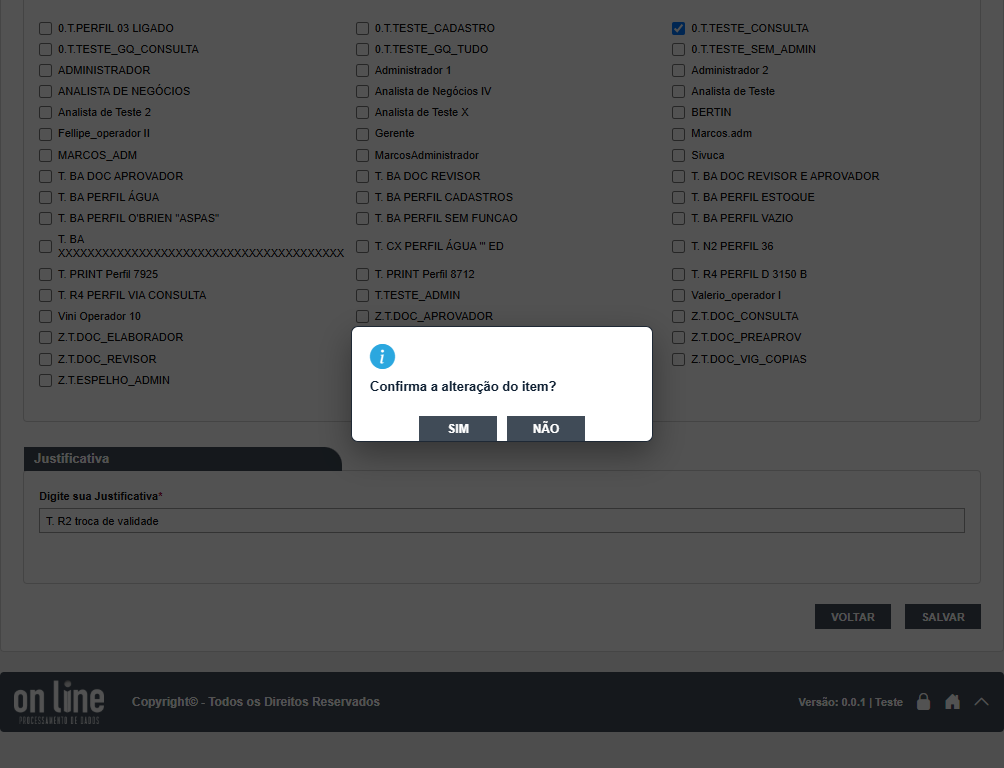 0.T.PERFIL 03 LIGADO
0.T.TESTE_CADASTRO
0.T.TESTE_CONSULTA
0.T.TESTE_GQ_CONSULTA
0.T.TESTE_GQ_TUDO
0.T.TESTE_SEM_ADMIN
ADMINISTRADOR
Administrador 1
Administrador 2
ANALISTA DE NEGÓCIOS
Analista de Negócios IV
Analista de Teste
Analista de Teste 2
Analista de Teste X
BERTIN
Fellipe_operador II
Gerente
Marcos.adm
MARCOS_ADM
MarcosAdministrador
Sivuca
T. BA DOC APROVADOR
T. BA DOC REVISOR
T. BA DOC REVISOR E APROVADOR
T. BA PERFIL ÁGUA
T. BA PERFIL CADASTROS
T. BA PERFIL ESTOQUE
T. BA PERFIL O'BRIEN "ASPAS"
T. BA PERFIL SEM FUNCAO
T. BA PERFIL VAZIO
T. BA
XXXXXXXXXXXXXXXXXXXXXXXXXXXXXXXXXXXXXXX
T. CX PERFIL ÁGUA '" ED
T. N2 PERFIL 36
T. PRINT Perfil 7925
T. PRINT Perfil 8712
T. R4 PERFIL D 3150 B
T. R4 PERFIL VIA CONSULTA
T.TESTE_ADMIN
Valerio_operador I
Vini Operador 10
Z.T.DOC_APROVADOR
Z.T.DOC_CONSULTA
Z.T.DOC_ELABORADOR
Z.T.DOC_PREAPROV
Z.T.DOC_REVISOR
Z.T.DOC_VIG_COPIAS
Z.T.ESPELHO_ADMIN
Confirma a alteração do item?
SIM
NÃO
Justificativa
Digite sua Justificativa*
T. R2 troca de validade
VOLTAR
SALVAR
on line
PORCESSAMENTO DE DADOS
Copyright© - Todos os Direitos Reservados
Versão: 0.0.1 | Teste